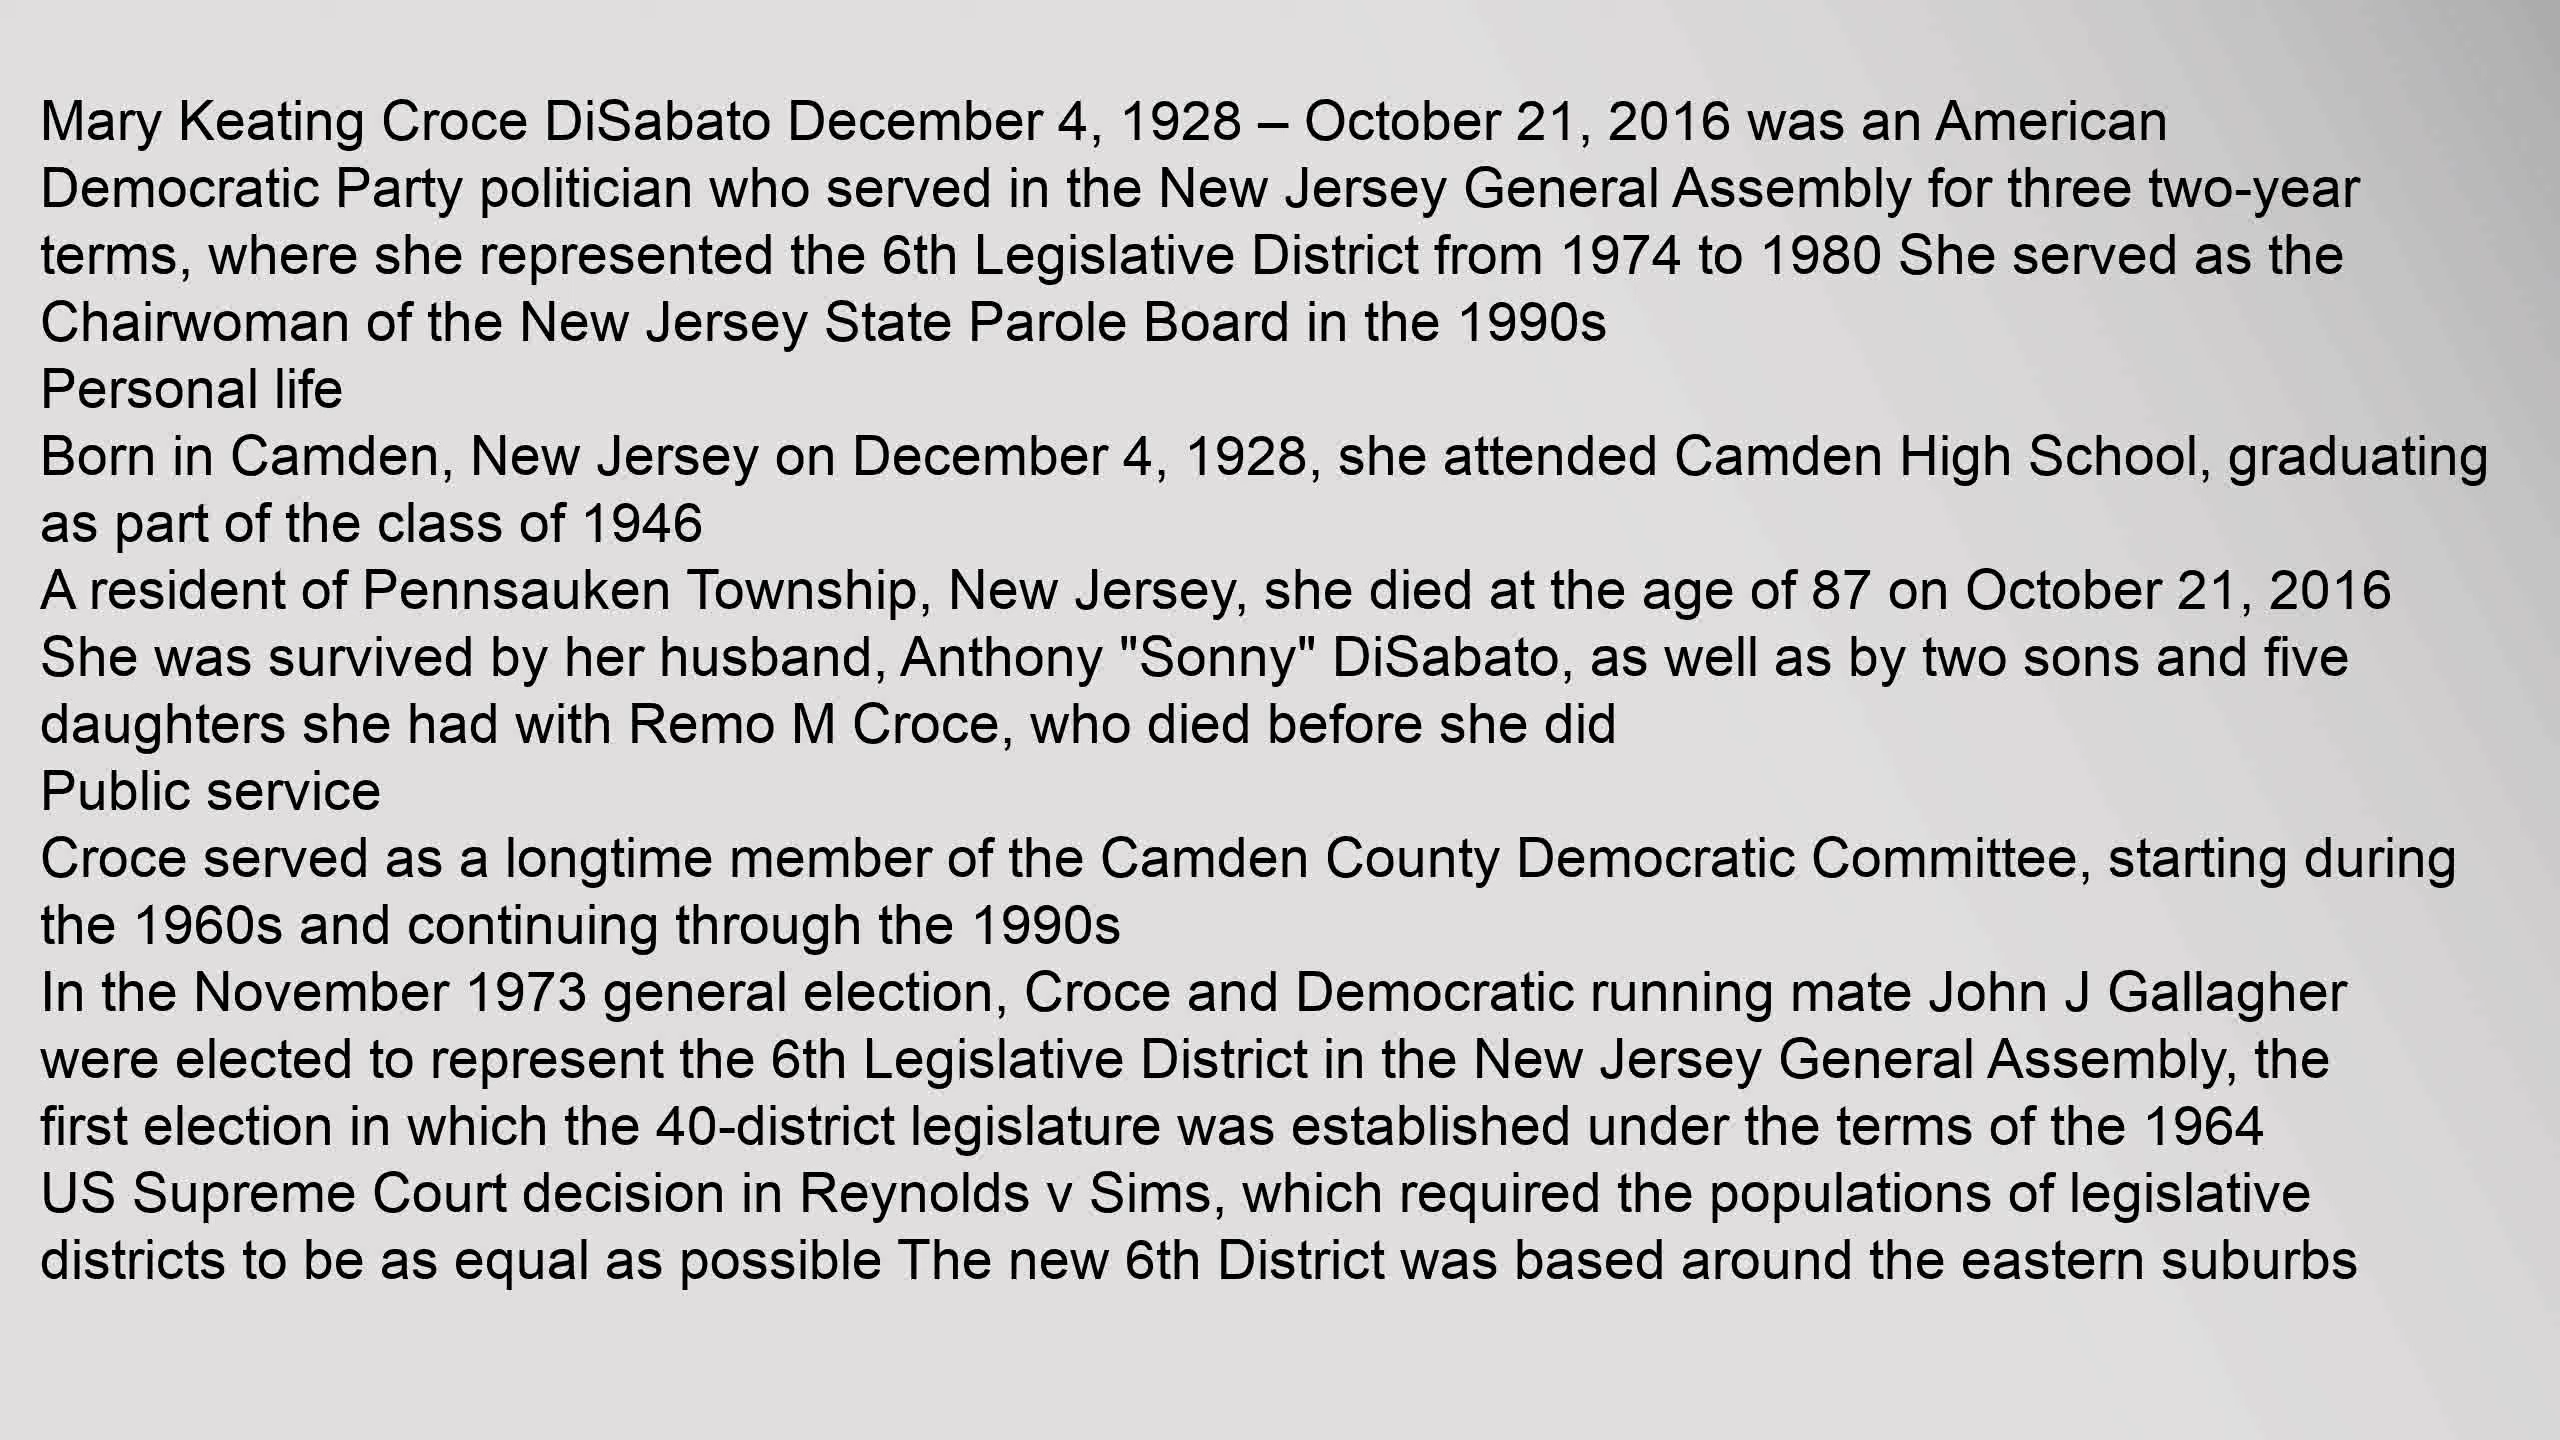 Mary Keating Croce DiSabato December 4, 1928 – October 21, 2016 was an American
Democratic Party politician who served in the New Jersey General Assembly for three two-year
terms, where she represented the 6th Legislative District from 1974 to 1980 She served as the
Chairwoman of the New Jersey State Parole Board in the 1990s
Personal life
Born in Camden, New Jersey on December 4, 1928, she attended Camden High School, graduating
as part of the class of 1946
A resident of Pennsauken Township, New Jersey, she died at the age of 87 on October 21, 2016
She was survived by her husband, Anthony "Sonny" DiSabato, as well as by two sons and five
daughters she had with Remo M Croce, who died before she did
Public service
Croce served as a longtime member of the Camden County Democratic Committee, starting during
the 1960s and continuing through the 1990s
In the November 1973 general election, Croce and Democratic running mate John J Gallagher
were elected to represent the 6th Legislative District in the New Jersey General Assembly, the
first election in which the 40-district legislature was established under the terms of the 1964
US Supreme Court decision in Reynolds v Sims, which required the populations of legislative
districts to be as equal as possible The new 6th District was based around the eastern suburbs